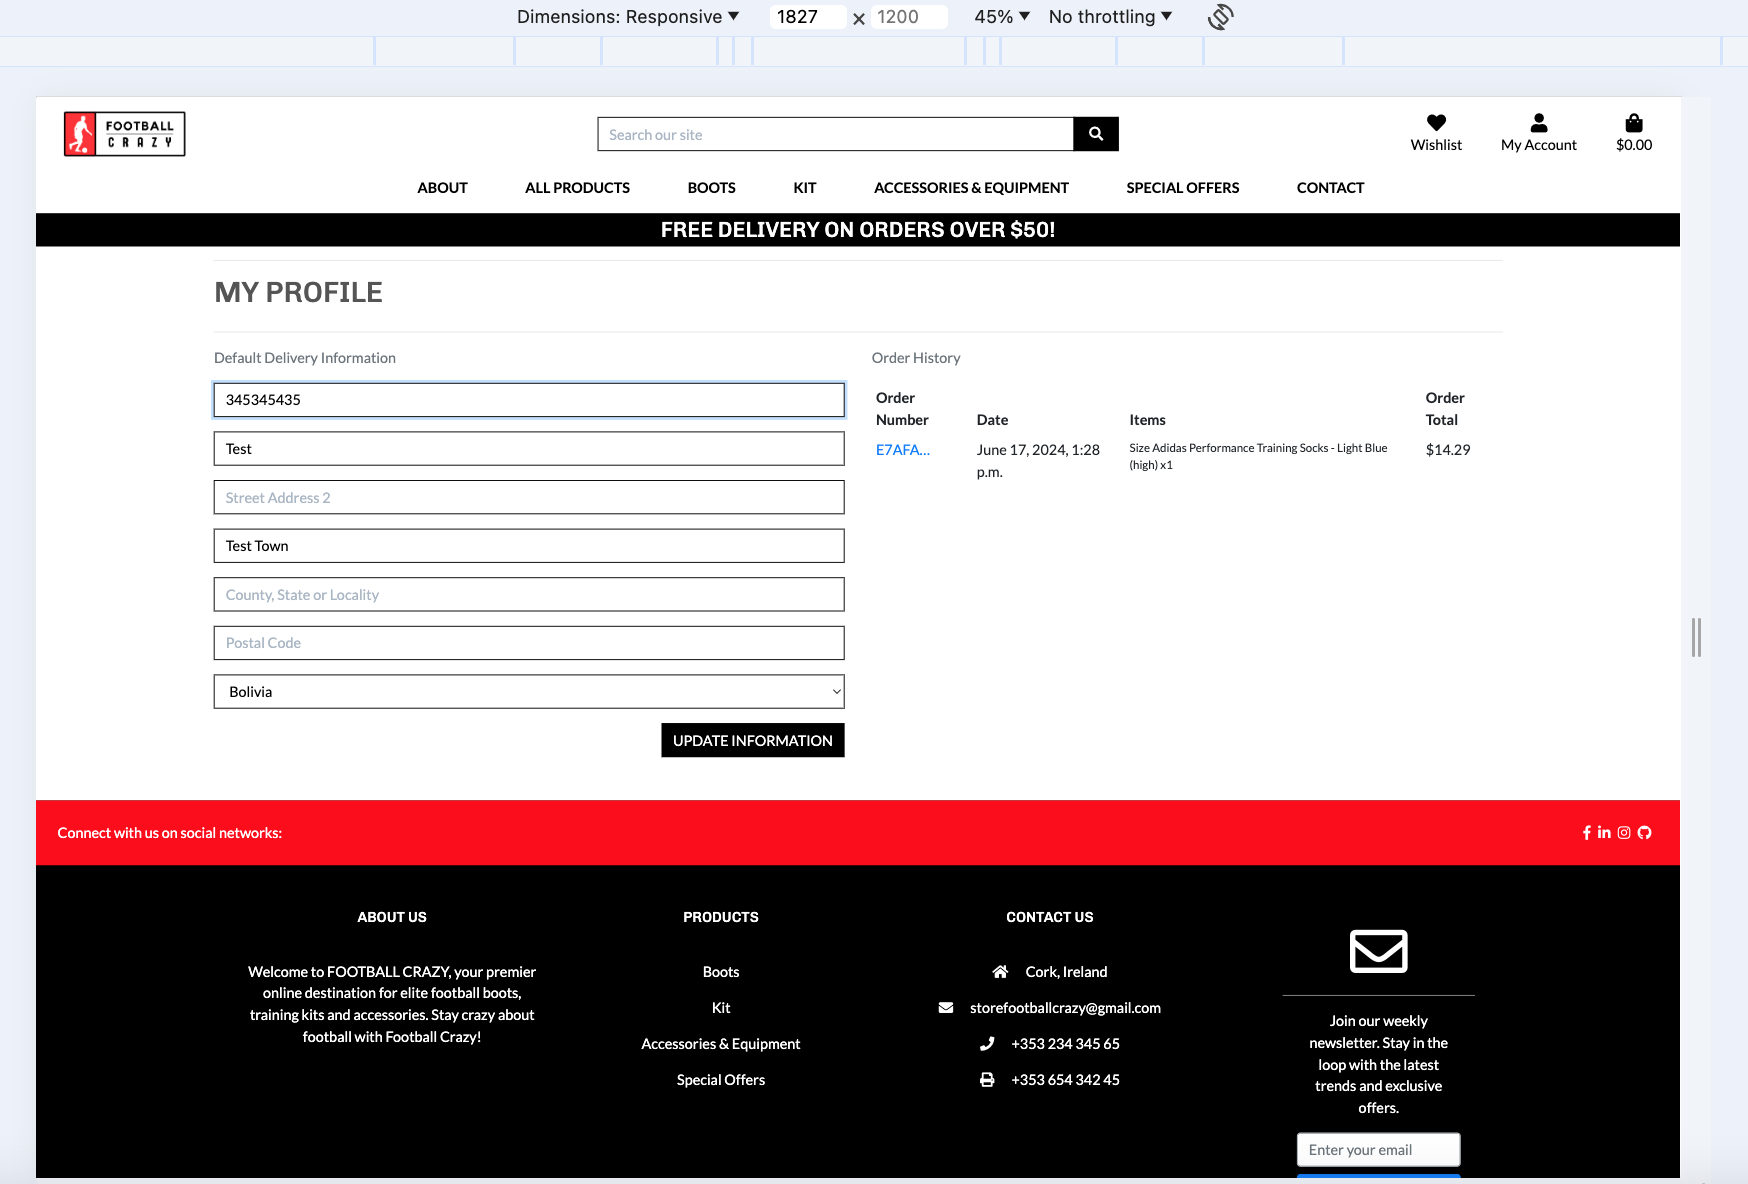 Dimensions: Responsive 1827 x 1200 45% No throttling
FOOTBALL
CRAZY
Search our site
Wishlist
My Account
$0.00
ABOUT ALL PRODUCTS BOOTS KIT ACCESSORIES & EQUIPMENT SPECIAL OFFERS CONTACT
FREE DELIVERY ON ORDERS OVER $50!
MY PROFILE
Default Delivery Information
345345435
Test
Street Address 2
Test Town
County, State or Locality
Postal Code
Bolivia
UPDATE INFORMATION
Order History
Order
Number
Date
Items
Order
Total
E7AFA...
June 17, 2024, 1:28
p.m.
Size Adidas Performance Training Socks - Light Blue
(high) x1
$14.29
Connect with us on social networks:
ABOUT US
Welcome to FOOTBALL CRAZY, your premier
online destination for elite football boots,
training kits and accessories. Stay crazy about
football with Football Crazy!
PRODUCTS
Boots
Kit
Accessories & Equipment
Special Offers
CONTACT US
Cork, Ireland
storefootballcrazy@gmail.com
+353 234 345 65
+353 654 342 45
Join our weekly
newsletter. Stay in the
loop with the latest
trends and exclusive
offers.
Enter your email